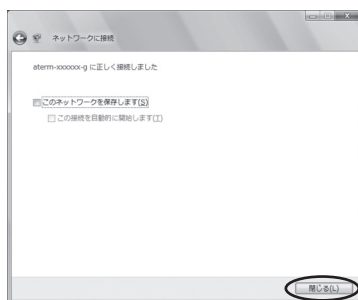 ネットワークに接続
aterm-xxxxxx-g に正しく接続しました
このネットワークを保存します(S)
この接続を自動的に開始します(T)
閉じる(L)